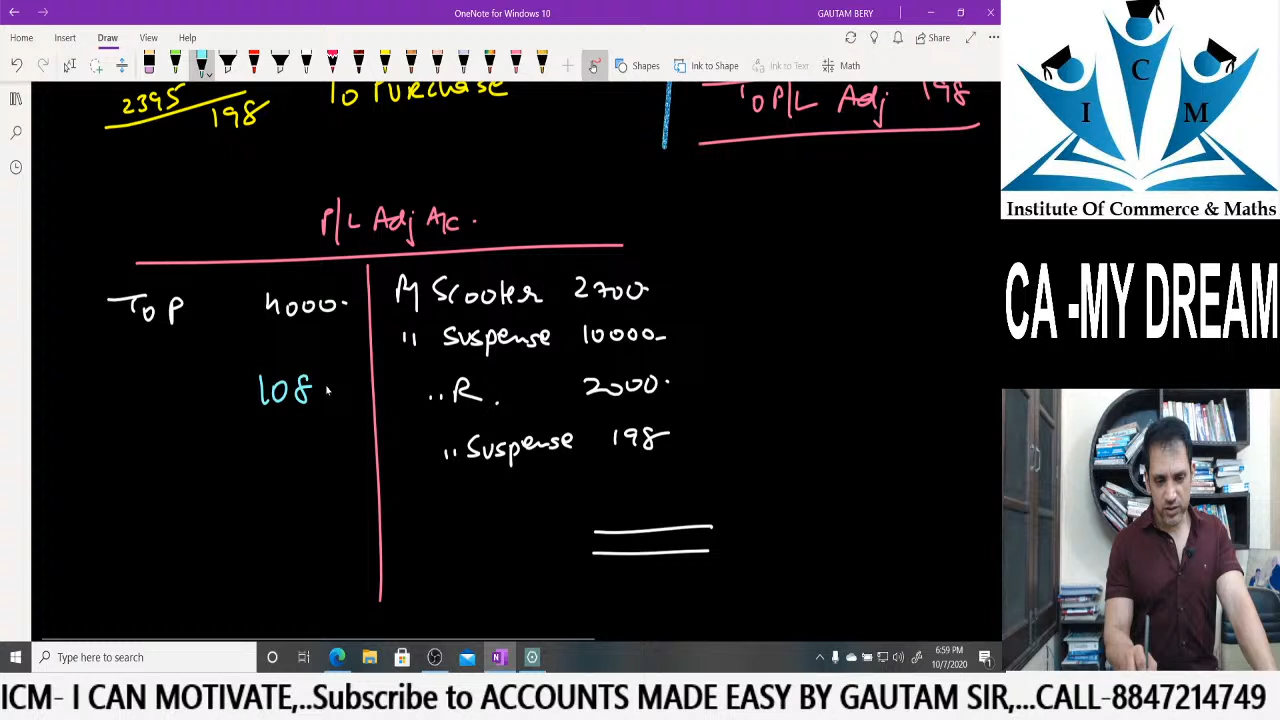 OneNote for Windows 10
GAUTAM BERY
Home Insert Draw View Help
Share
Shapes
Ink to Shape
Ink to Text
Math
2395
198
To Purchase
To P/L Adj 198
P/L Adj A/c.
To P 4000
By Scooter 2700
" Suspense 10000
108
" R. 2000
" Suspense 198
I C M
Institute Of Commerce & Maths
CA -MY DREAM
Type here to search
6:59 PM
10/7/2020
ICM- I CAN MOTIVATE,..Subscribe to ACCOUNTS MADE EASY BY GAUTAM SIR,...CALL-8847214749